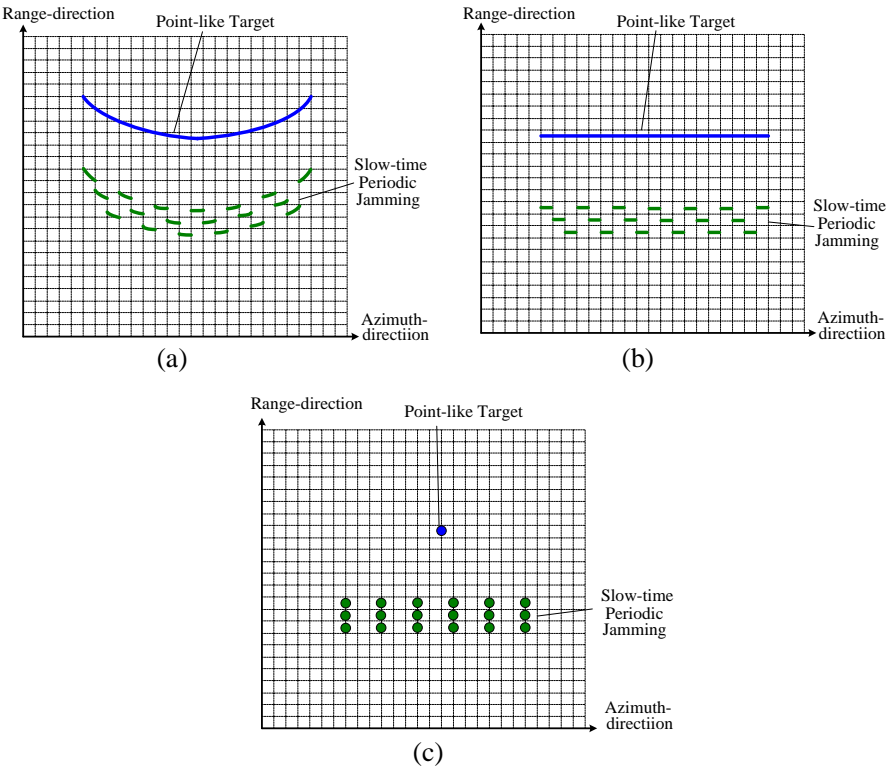 Range-direction
Point-like Target
Slow-time
Periodic
Jamming
Azimuth-
directiion
(a)
Range-direction
Point-like Target
Slow-time
Periodic
Jamming
Azimuth-
directiion
(b)
Range-direction
Point-like Target
Slow-time
Periodic
Jamming
Azimuth-
directiion
(c)